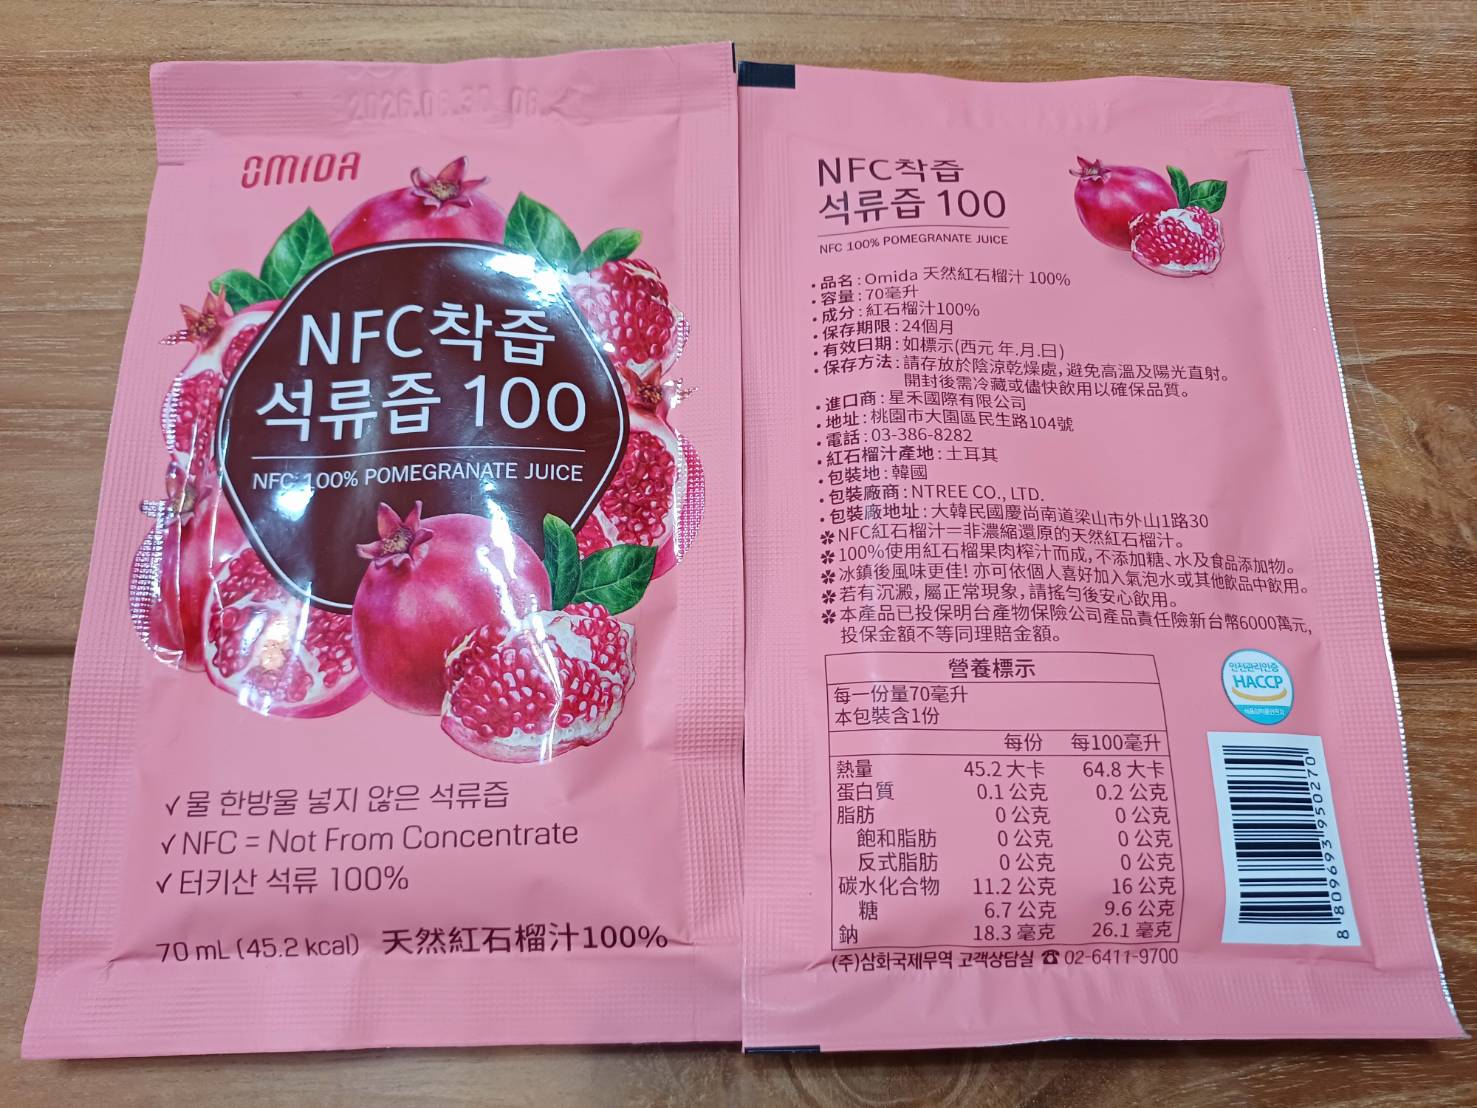 OMIDA
NFC착즙
석류즙 100
NFC 100% POMEGRANATE JUICE
✓ 물 한방울 넣지 않은 석류즙
✓ NFC = Not From Concentrate
✓ 터키산 석류 100%
70 mL (45.2 kcal) 天然紅石榴汁100%
NFC착즙
석류즙 100
NFC 100% POMEGRANATE JUICE
・品名:Omida 天然紅石榴汁 100%
・容量:70毫升
・成分:紅石榴汁100%
・保存期限:24個月
・有效日期:如標示(西元 年.月.日)
・保存方法:請存放於陰涼乾燥處,避免高溫及陽光直射。
開封後需冷藏或儘快飲用以確保品質。
・進口商:星禾國際有限公司
・地址:桃園市大園區民生路104號
・電話:03-386-8282
・紅石榴汁產地:土耳其
・包裝地:韓國
・包裝廠商:NTREE CO., LTD.
・包裝廠地址:大韓民國慶尚南道梁山市外山1路30
✽NFC紅石榴汁=非濃縮還原的天然紅石榴汁。
✽100%使用紅石榴果肉榨汁而成,不添加糖、水及食品添加物。
✽冰鎮後風味更佳!亦可依個人喜好加入氣泡水或其他飲品中飲用。
✽若有沉澱,屬正常現象,請搖勻後安心飲用。
✽本產品已投保明台產物保險公司產品責任險新台幣6000萬元,
投保金額不等同理賠金額。
營養標示
每一份量70毫升
本包裝含1份
每份 每100毫升
熱量 45.2 大卡 64.8 大卡
蛋白質 0.1 公克 0.2 公克
脂肪 0 公克 0 公克
飽和脂肪 0 公克 0 公克
反式脂肪 0 公克 0 公克
碳水化合物 11.2 公克 16 公克
糖 6.7 公克 9.6 公克
鈉 18.3 毫克 26.1 毫克
(주)삼화국제무역 고객상담실 ☎ 02-6411-9700
안전관리인증
HACCP
8 809693 950270